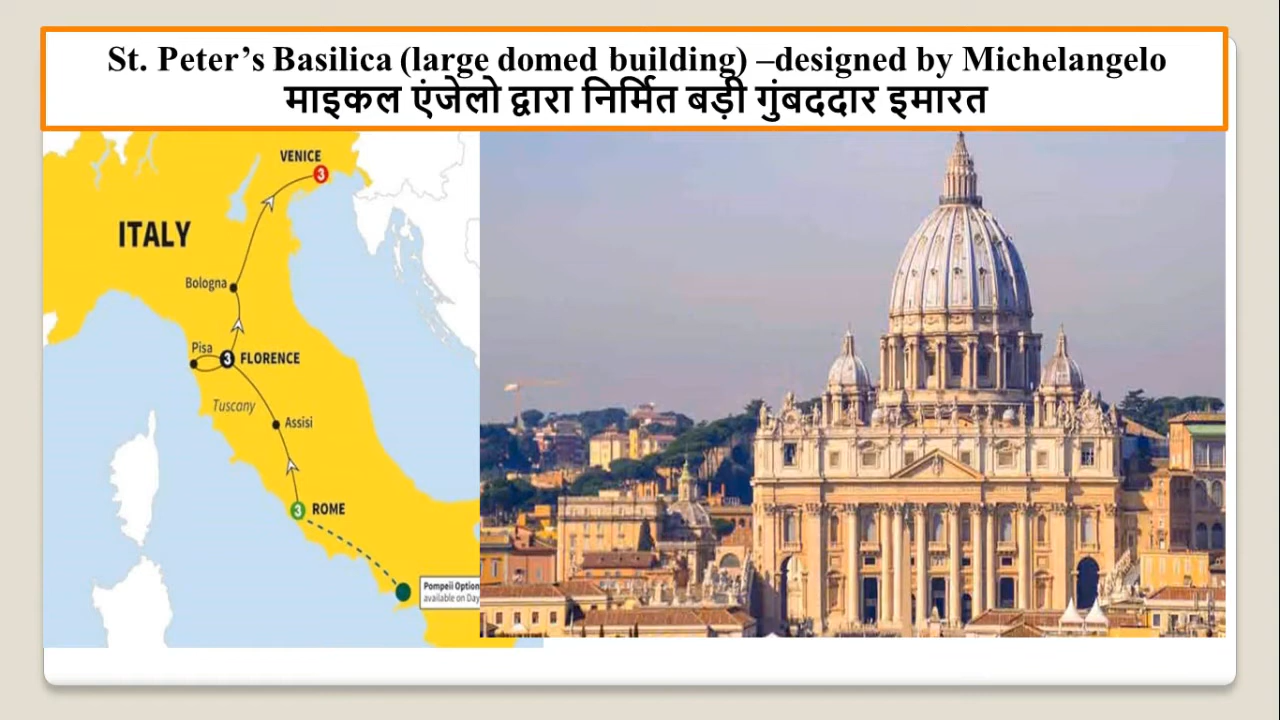 St. Peter’s Basilica (large domed building) –designed by Michelangelo
माइकल एंजेलो द्वारा निर्मित बड़ी गुंबददार इमारत
VENICE
3
ITALY
Bologna
Pisa
3 FLORENCE
Tuscany
Assisi
3 ROME
Pompeii Option
available on Day